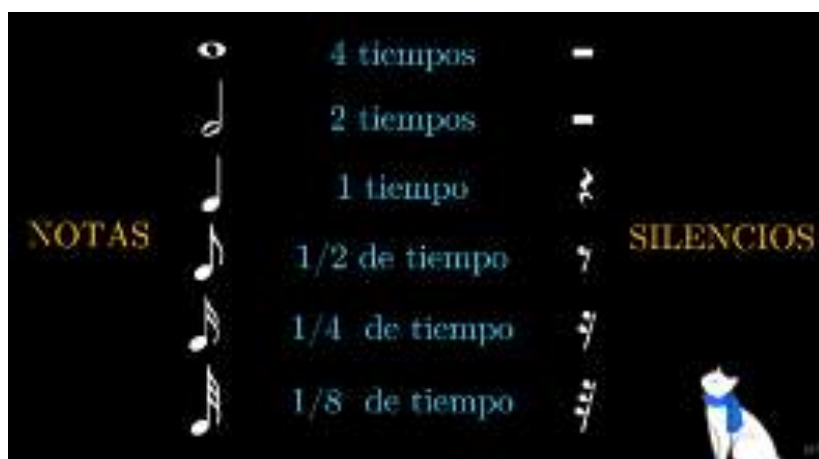 4 tiempos
2 tiempos
1 tiempo
NOTAS
SILENCIOS
1/2 de tiempo
1/4 de tiempo
1/8 de tiempo